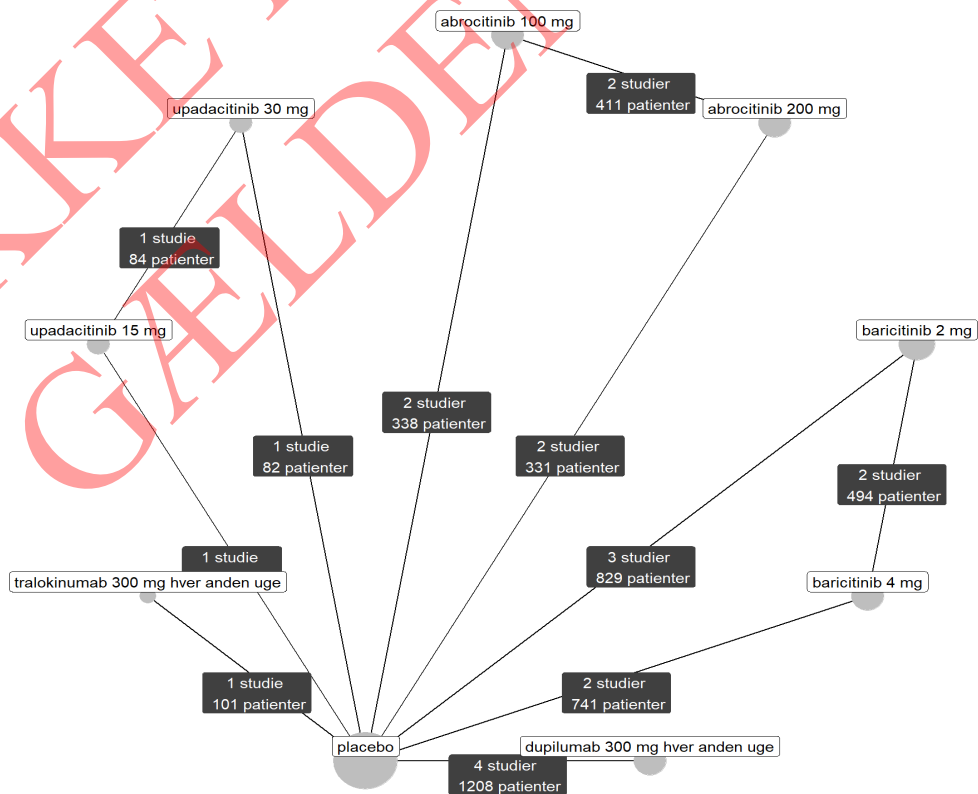 abrocitinib 100 mg
2 studier
411 patienter
upadacitinib 30 mg
abrocitinib 200 mg
1 studie
84 patienter
upadacitinib 15 mg
baricitinib 2 mg
2 studier
338 patienter
1 studie
82 patienter
2 studier
331 patienter
2 studier
494 patienter
1 studie
3 studier
829 patienter
tralokinumab 300 mg hver anden uge
baricitinib 4 mg
1 studie
101 patienter
2 studier
741 patienter
placebo
dupilumab 300 mg hver anden uge
4 studier
1208 patienter